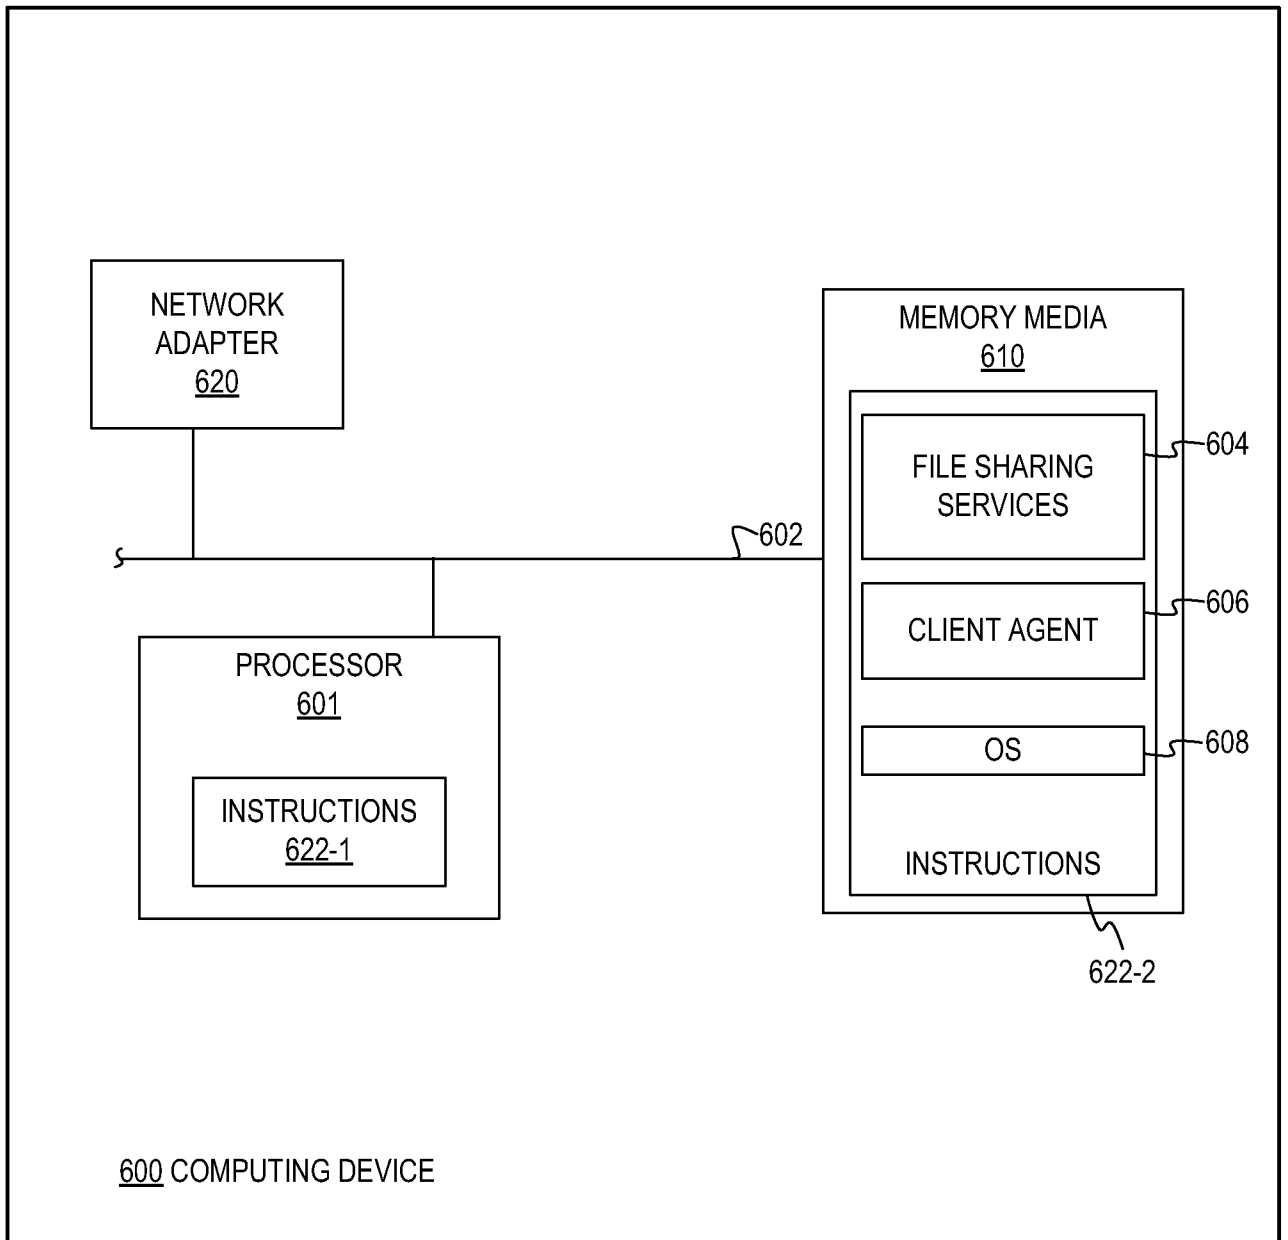 NETWORK
ADAPTER
620
MEMORY MEDIA
610
FILE SHARING
SERVICES
604
602
CLIENT AGENT
606
PROCESSOR
601
OS
608
INSTRUCTIONS
622-1
INSTRUCTIONS
622-2
600 COMPUTING DEVICE